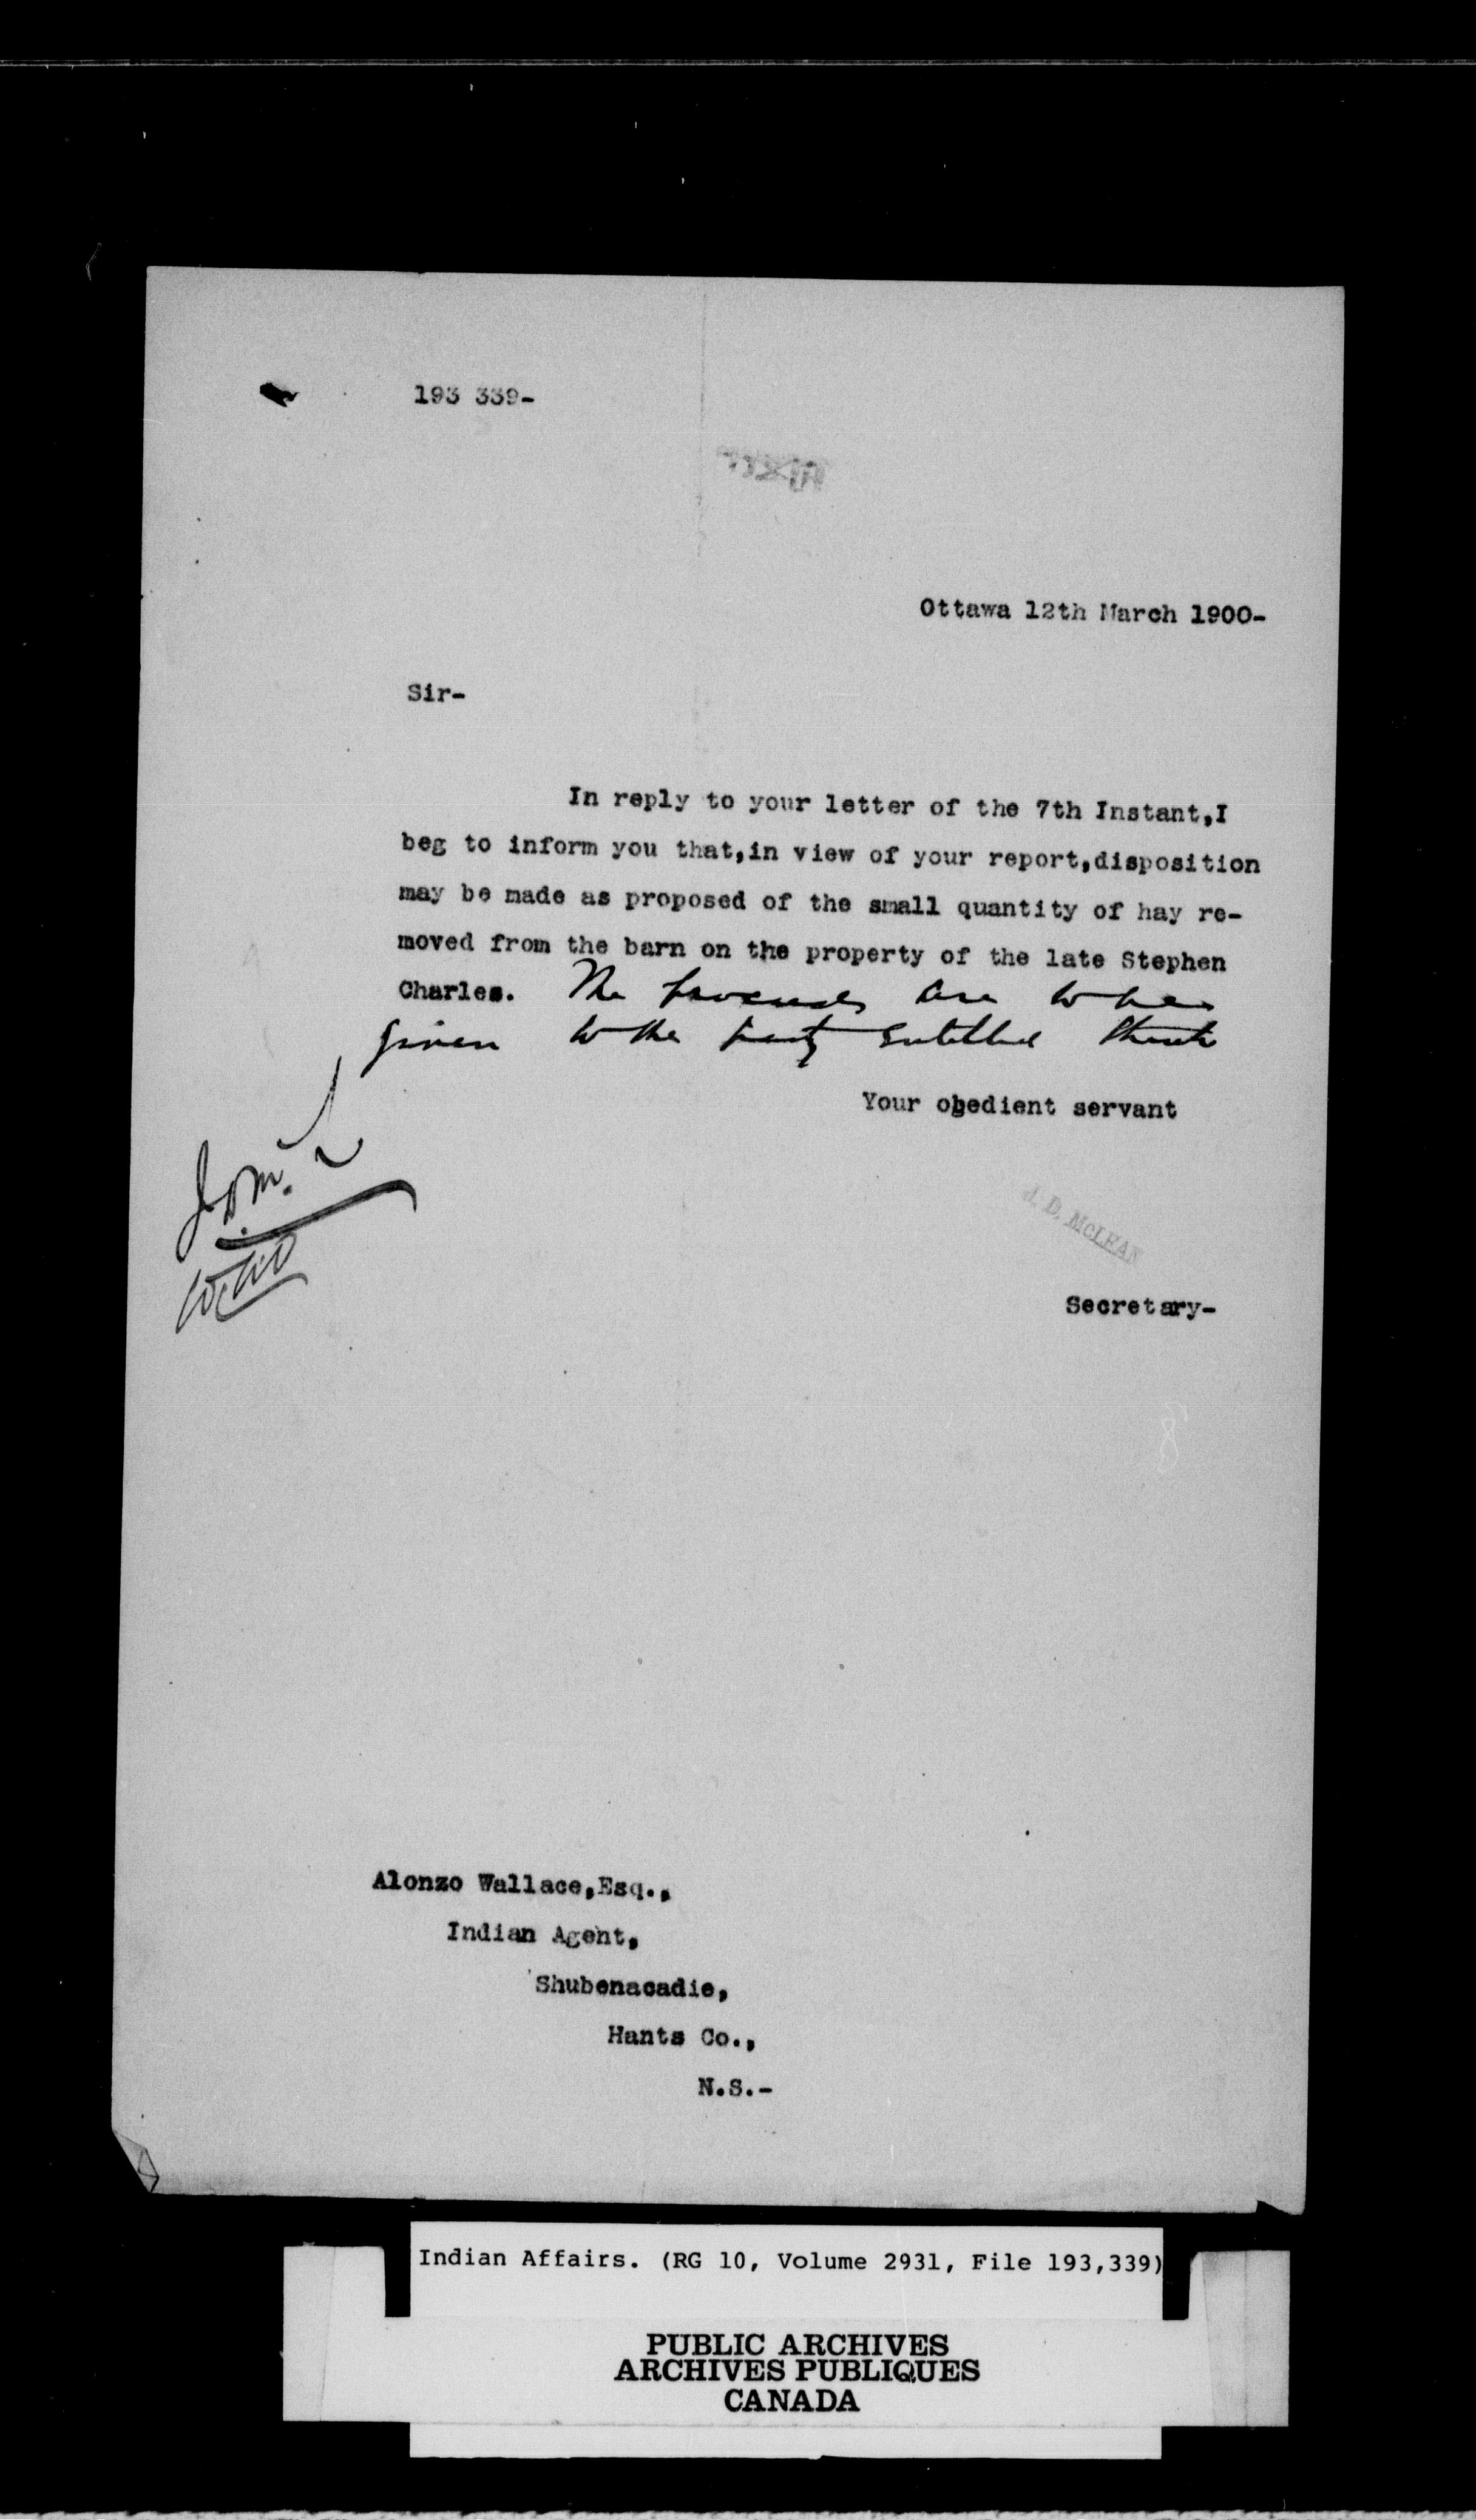 193 339-
Ottawa 12th March 1900-
Sir-
In reply to your letter of the 7th Instant,I
beg to inform you that,in view of your report,disposition
may be made as proposed of the small quantity of hay re-
moved from the barn on the property of the late Stephen
Charles. The proceeds are to be
given to the party entitled thereto
Your obedient servant
J. D. McLEAN
Secretary-
Alonzo Wallace,Esq.,
Indian Agent,
Shubenacadie,
Hants Co.,
N.S.-
Indian Affairs. (RG 10, Volume 2931, File 193,339)
PUBLIC ARCHIVES
ARCHIVES PUBLIQUES
CANADA